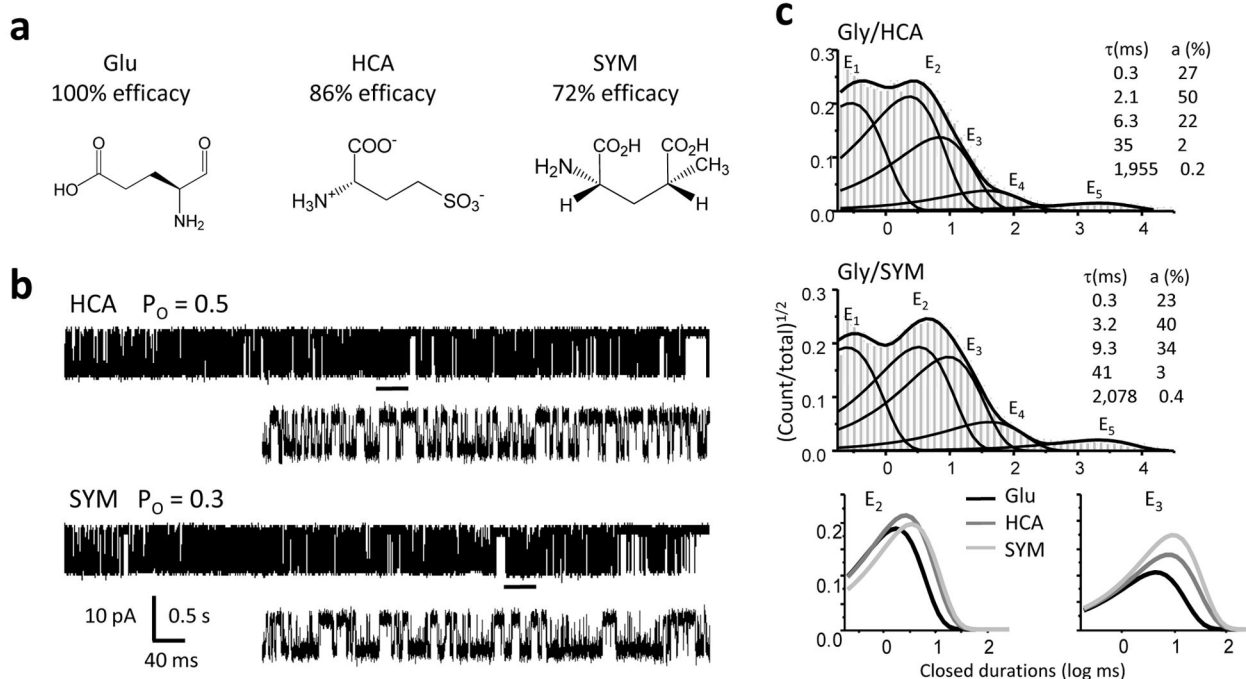 a
Glu
100% efficacy
HCA
86% efficacy
SYM
72% efficacy
O
HO
O
NH₂
COO⁻
H₃N⁺
SO₃⁻
CO₂H
H₂N
H
CO₂H
CH₃
H
b
HCA P_O = 0.5
SYM P_O = 0.3
10 pA
0.5 s
40 ms
c
Gly/HCA
0.3
0.2
0.1
0.0
E₁
E₂
E₃
E₄
E₅
τ(ms) a (%)
0.3 27
2.1 50
6.3 22
35 2
1,955 0.2
0 1 2 3 4
Gly/SYM
0.3
0.2
0.1
0.0
(Count/total)^1/2
E₁
E₂
E₃
E₄
E₅
τ(ms) a (%)
0.3 23
3.2 40
9.3 34
41 3
2,078 0.4
0 1 2 3 4
E₂
0.2
0.1
0.0
0 1 2
Glu
HCA
SYM
E₃
0 1 2
Closed durations (log ms)